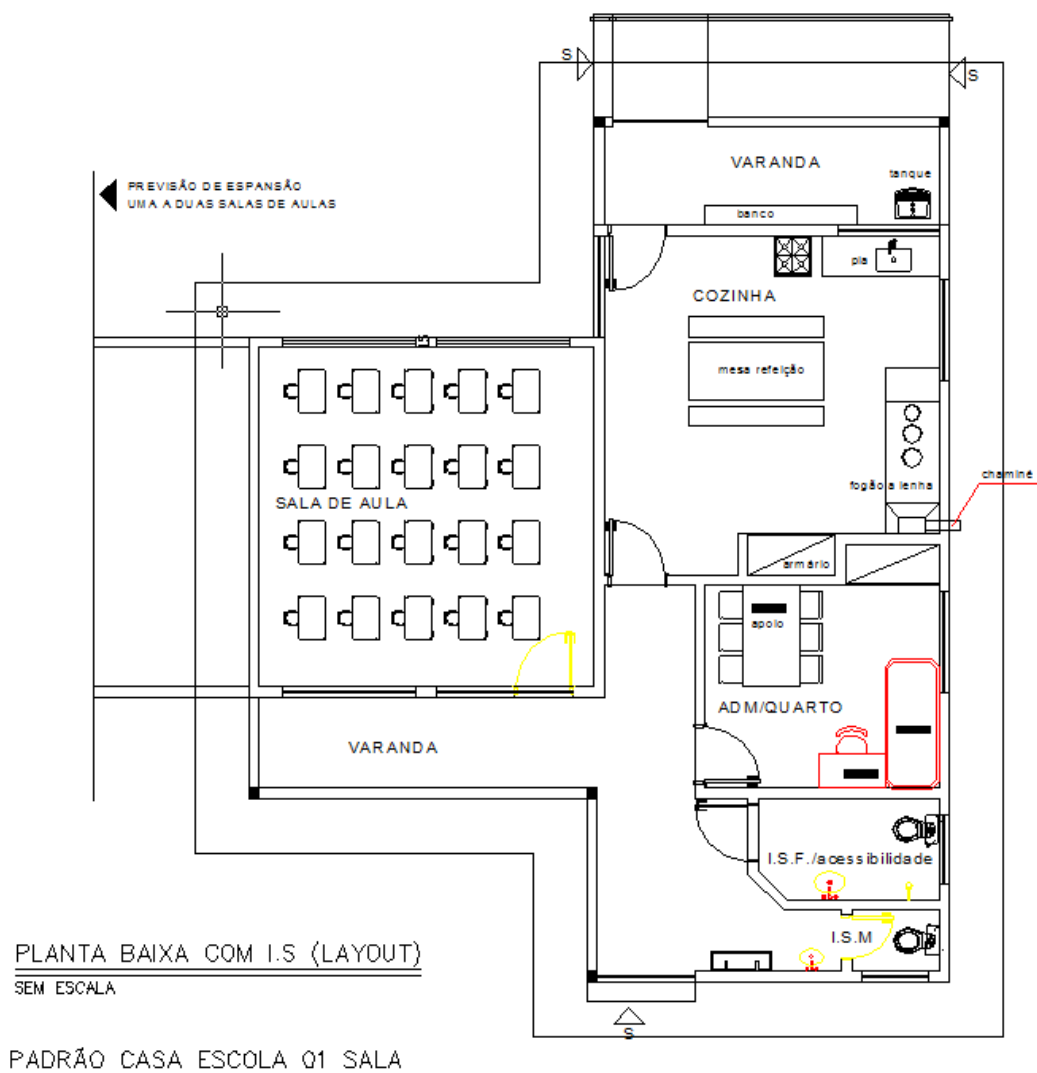 S
S
VARANDA
tanque
PREVISÃO DE ESPANSÃO
UMA A DUAS SALAS DE AULAS
banco
pia
COZINHA
mesa refeição
chaminé
fogão a lenha
SALA DE AULA
armário
apoio
ADM/QUARTO
VARANDA
I.S.F./acessibilidade
I.S.M
PLANTA BAIXA COM I.S (LAYOUT)
SEM ESCALA
S
PADRÃO CASA ESCOLA 01 SALA